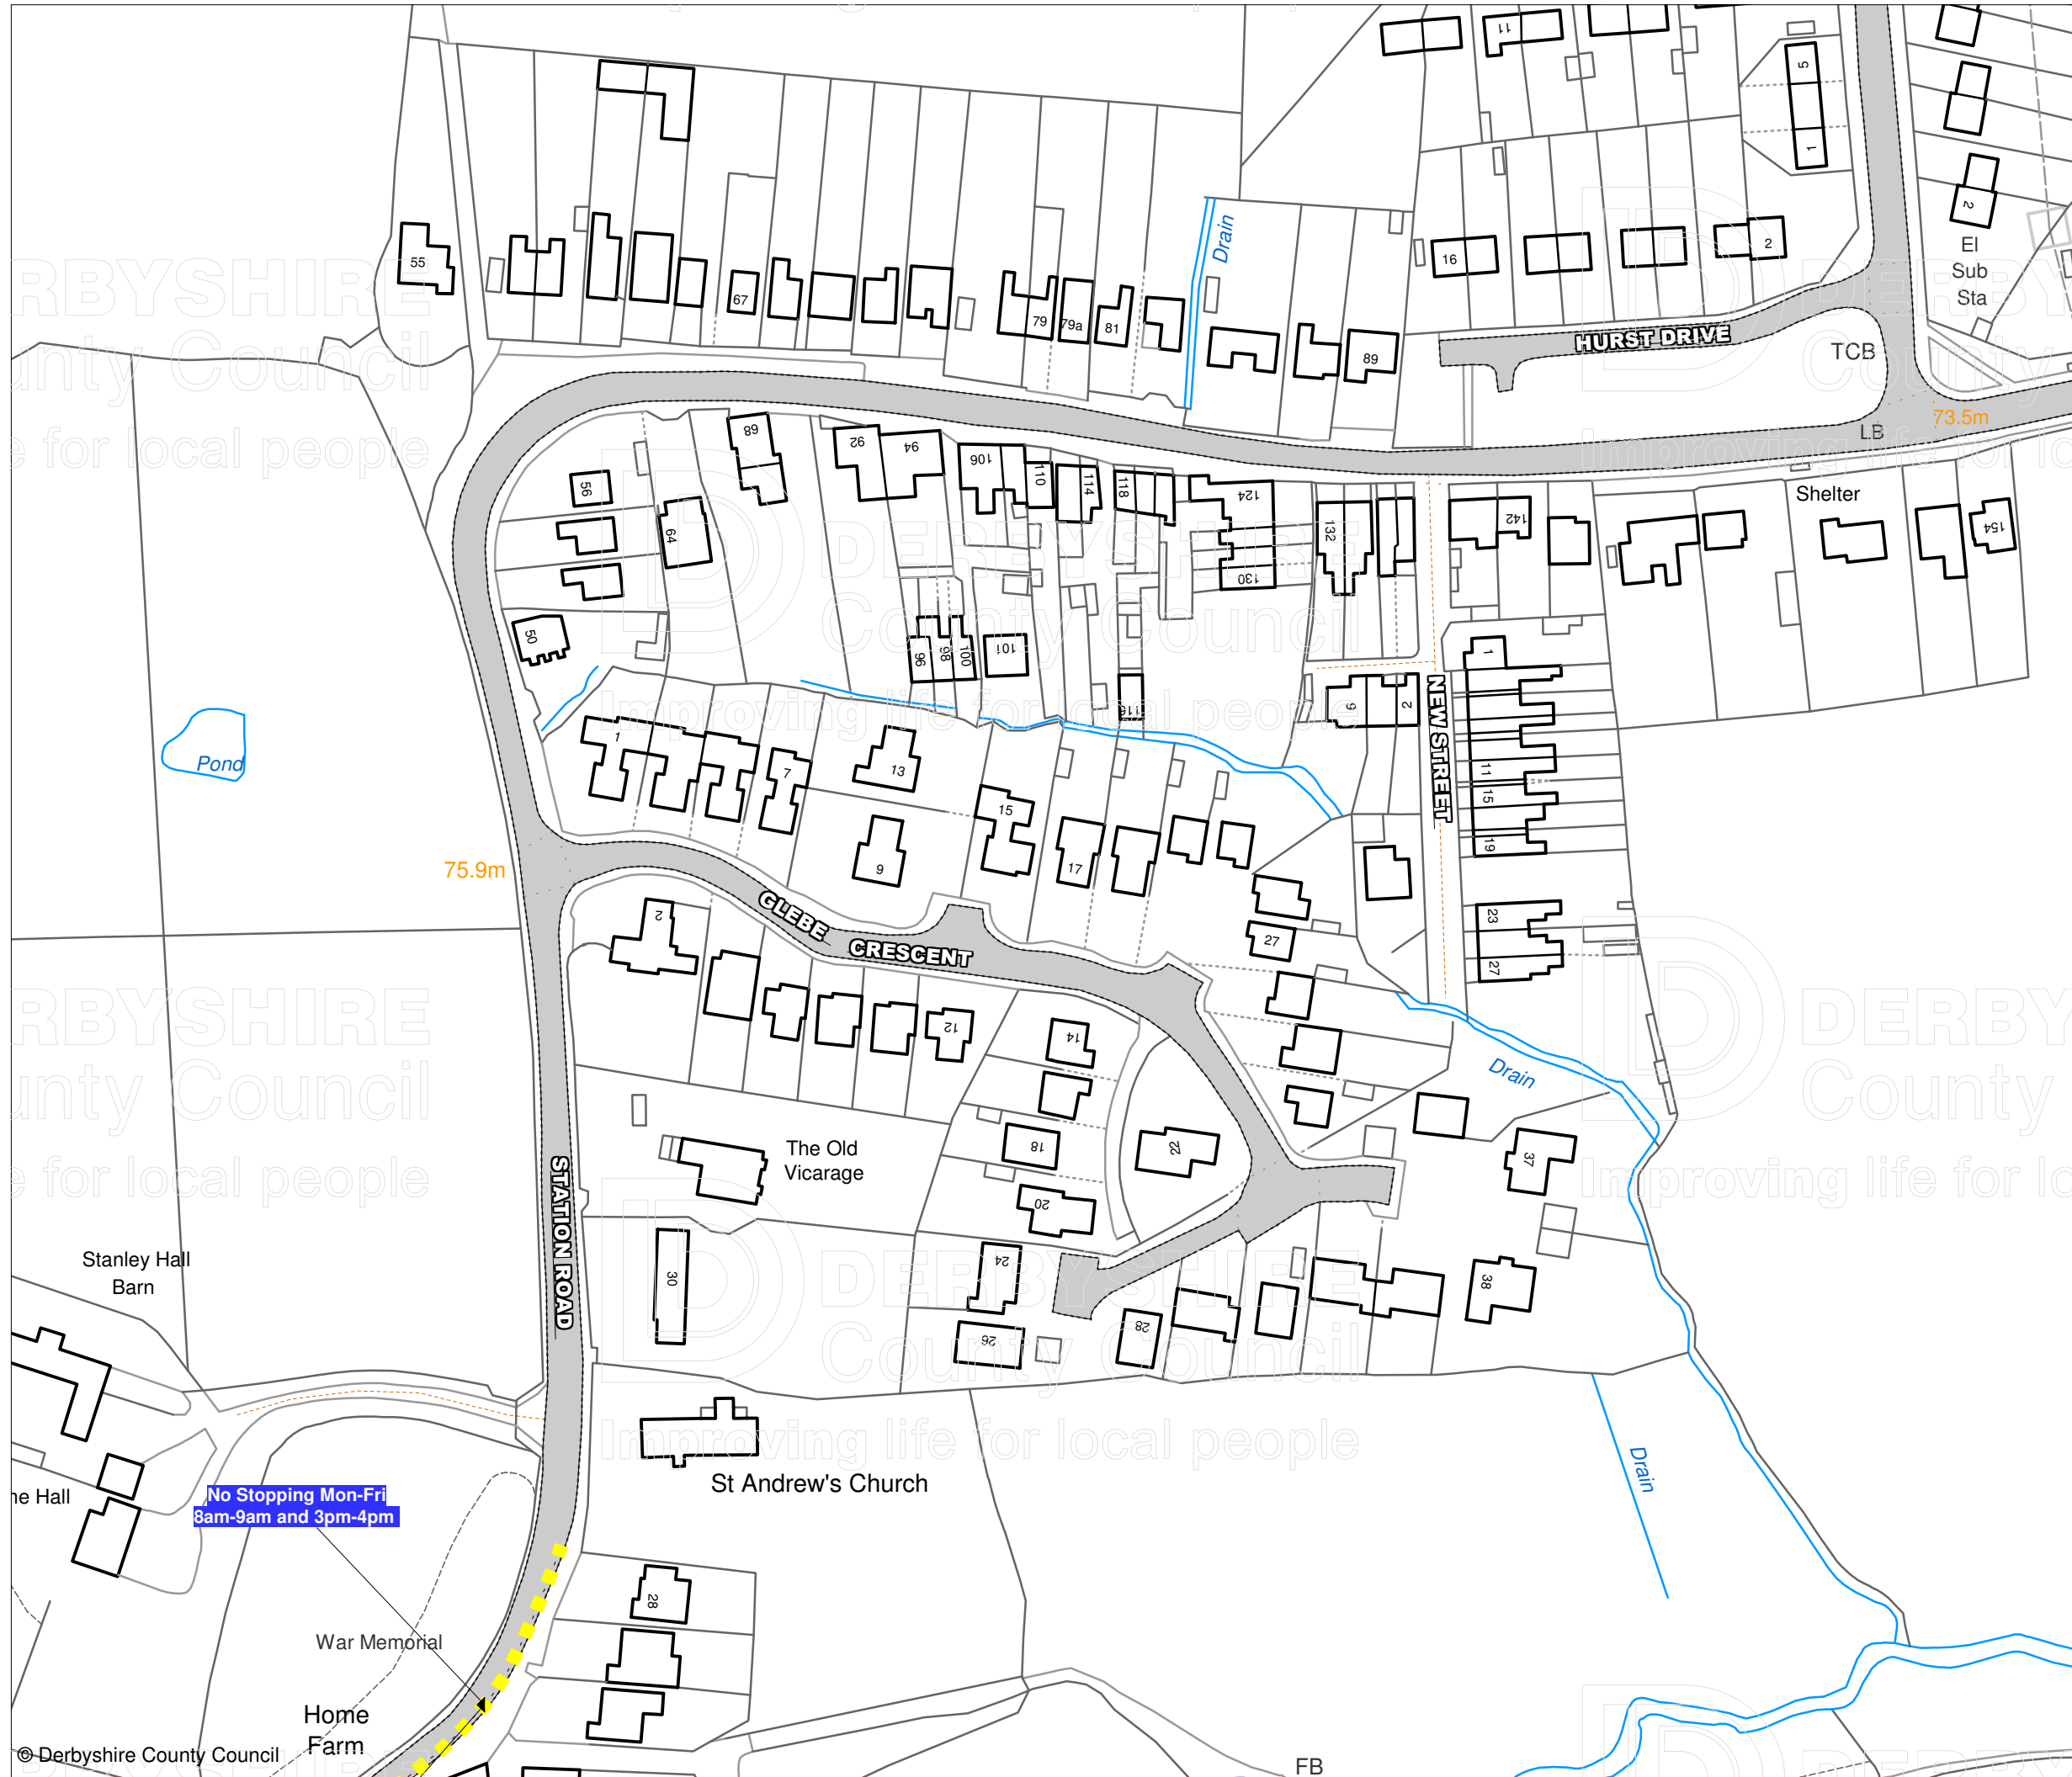 11
5
1
2
El
Sub
Sta
55
67
79
79a
81
89
16
2
Drain
HURST DRIVE
TCB
73.5m
LB
Shelter
68
92
94
106
110
114
118
124
130
132
142
154
56
64
50
96
98
100
101
116
6
2
NEW STREET
1
11
15
19
23
27
Pond
1
7
13
9
15
17
27
75.9m
GLEBE
CRESCENT
2
12
14
18
20
22
24
26
28
37
38
Drain
The Old
Vicarage
30
STATION ROAD
Stanley Hall
Barn
St Andrew's Church
Drain
he Hall
No Stopping Mon-Fri
8am-9am and 3pm-4pm
28
War Memorial
Home
Farm
© Derbyshire County Council
FB
DERBYSHIRE
County Council
Improving life for local people